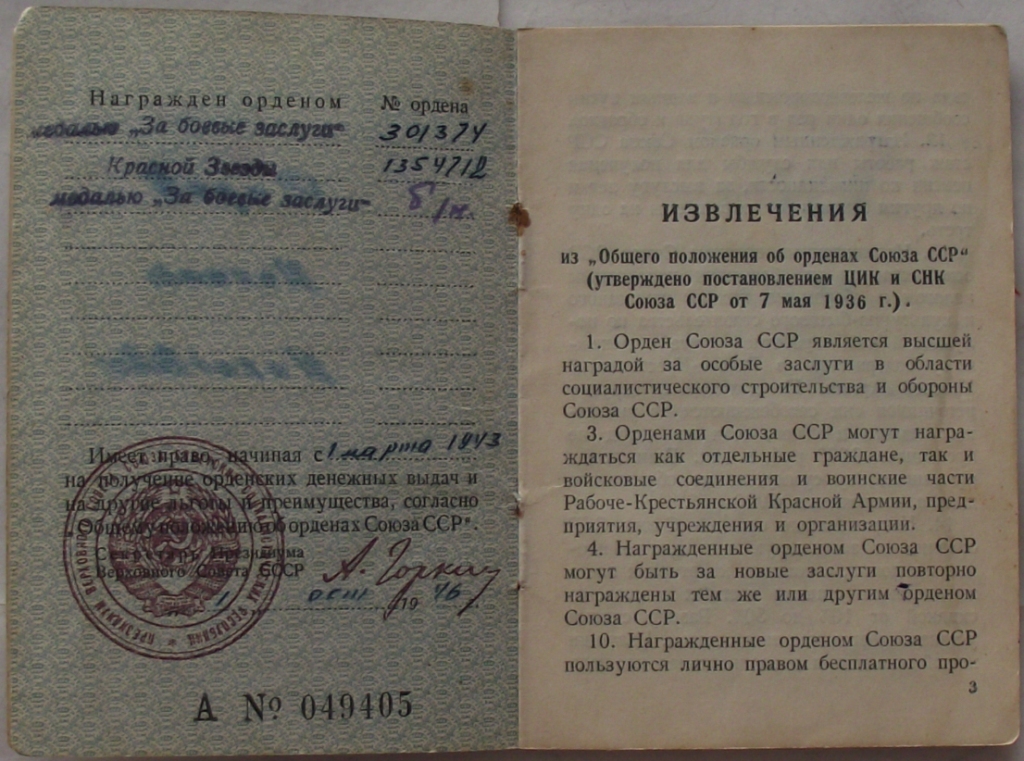 Награжден орденом № ордена
медалью „За боевые заслуги“ 301374
Красной Звезды 1354712
медалью „За боевые заслуги“ б/н.
Имеет право, начиная с 1 марта 1943
на получение орденских денежных выдач и
на другие льготы и преимущества, согласно
„Общему положению об орденах Союза ССР“.
Секретарь Президиума
Верховного Совета СССР А. Горкин
1 1946
А № 049405
ИЗВЛЕЧЕНИЯ
из „Общего положения об орденах Союза ССР“
(утверждено постановлением ЦИК и СНК
Союза ССР от 7 мая 1936 г.).
1. Орден Союза ССР является высшей
наградой за особые заслуги в области
социалистического строительства и обороны
Союза ССР.
3. Орденами Союза ССР могут награ-
ждаться как отдельные граждане, так и
войсковые соединения и воинские части
Рабоче-Крестьянской Красной Армии, пред-
приятия, учреждения и организации.
4. Награжденные орденом Союза ССР
могут быть за новые заслуги повторно
награждены тем же или другим орденом
Союза ССР.
10. Награжденные орденом Союза ССР
пользуются лично правом бесплатного про-
3